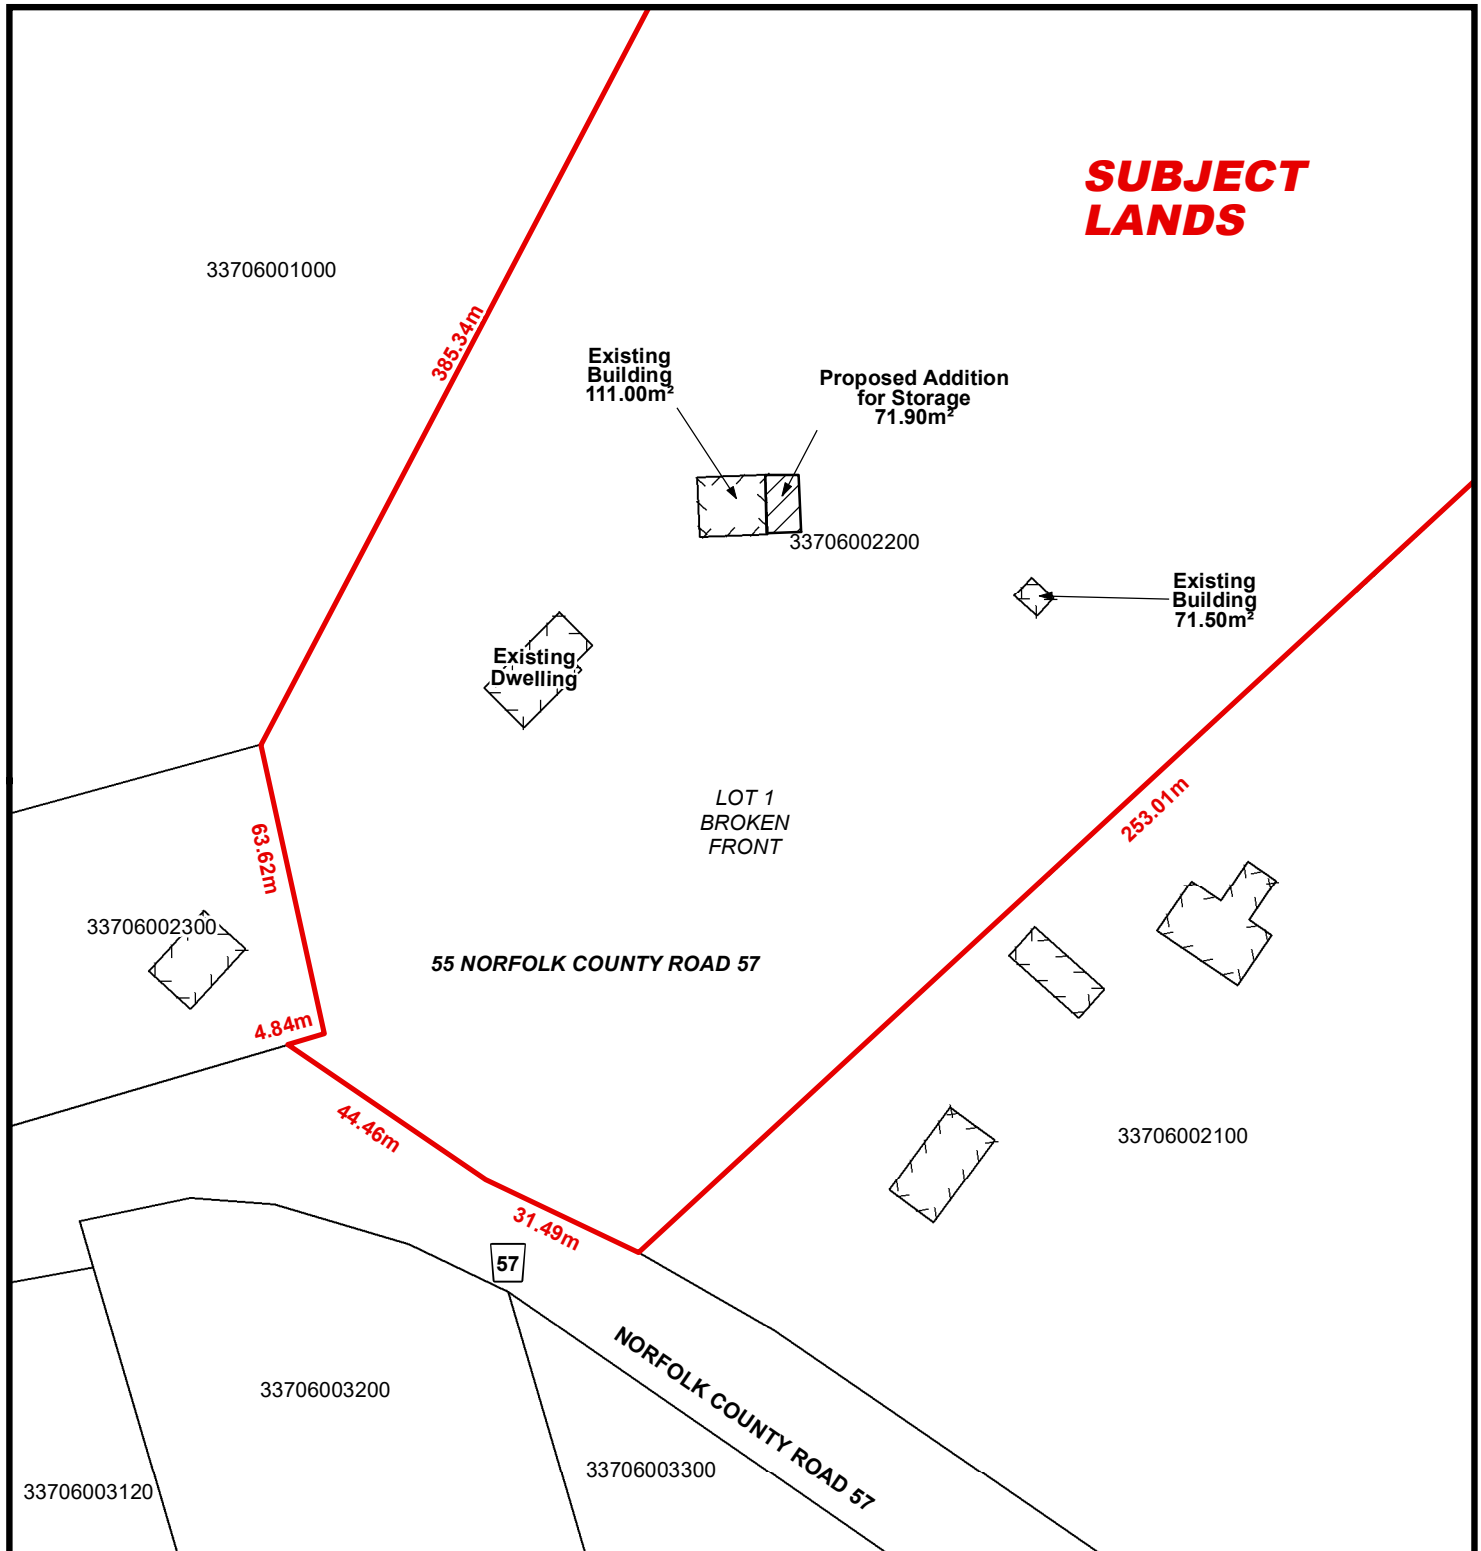 SUBJECT
LANDS
33706001000
385.34m
Existing
Building
111.00m²
Proposed Addition
for Storage
71.90m²
33706002200
Existing
Building
71.50m²
Existing
Dwelling
LOT 1
BROKEN
FRONT
253.01m
63.62m
33706002300
55 NORFOLK COUNTY ROAD 57
4.84m
44.46m
33706002100
31.49m
57
NORFOLK COUNTY ROAD 57
33706003200
33706003300
33706003120